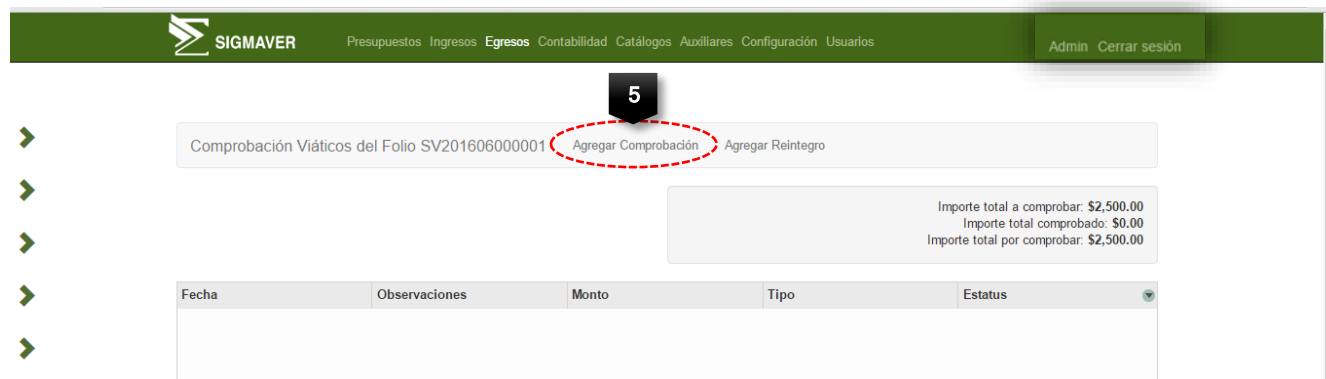 SIGMAVER Presupuestos Ingresos Egresos Contabilidad Catálogos Auxiliares Configuración Usuarios Admin Cerrar sesión
5
Comprobación Viáticos del Folio SV201606000001 Agregar Comprobación Agregar Reintegro
Importe total a comprobar: $2,500.00
Importe total comprobado: $0.00
Importe total por comprobar: $2,500.00
Fecha Observaciones Monto Tipo Estatus